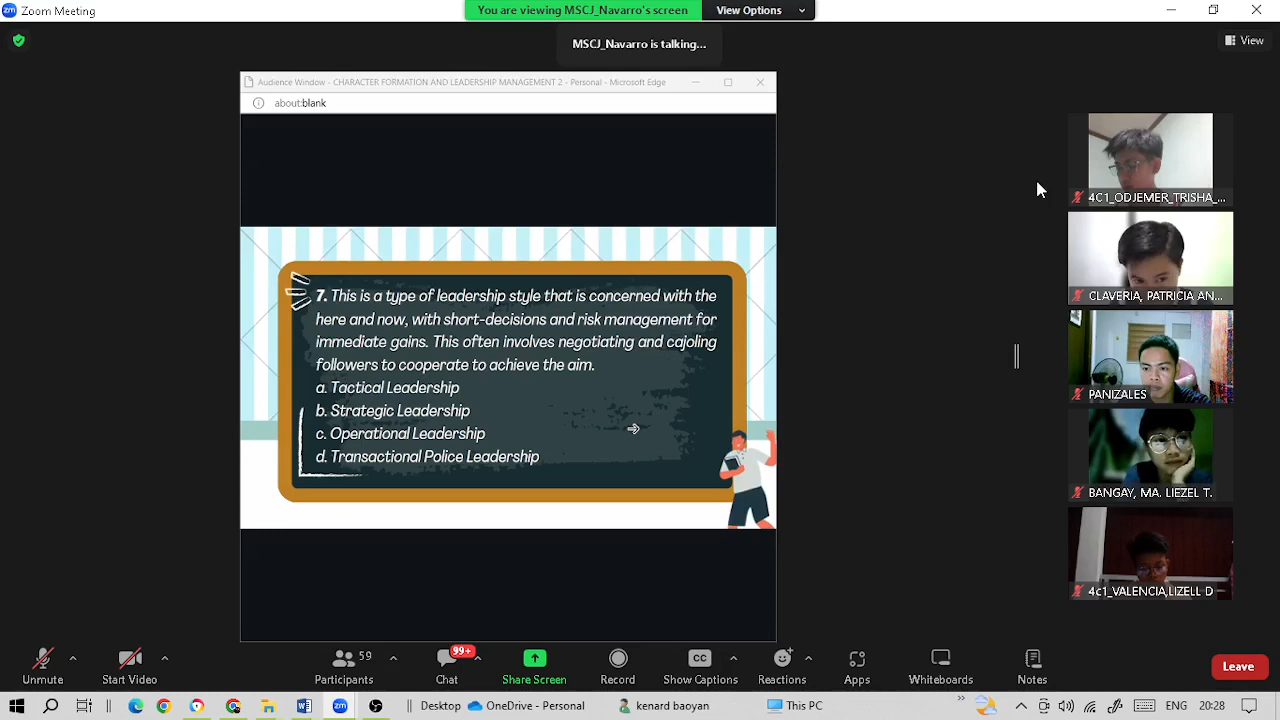 Zoom Meeting
You are viewing MSCJ_Navarro's screen
View Options
MSCJ_Navarro is talking...
View
Audience Window - CHARACTER FORMATION AND LEADERSHIP MANAGEMENT 2 - Personal - Microsoft Edge
about:blank
7. This is a type of leadership style that is concerned with the
here and now, with short-decisions and risk management for
immediate gains. This often involves negotiating and cajoling
followers to cooperate to achieve the aim.
a. Tactical Leadership
b. Strategic Leadership
c. Operational Leadership
d. Transactional Police Leadership
4C1_ODJEMER_TRISHA_...
CLAVERIA, PATRICIA AN...
PANIZALES
BANGAY, MA. LIEZEL T.
4c1_VALENCIA,LIZELL D
Unmute
Start Video
59
Participants
99+
Chat
Share Screen
Record
CC
Show Captions
Reactions
Apps
Whiteboards
Notes
Leave
Desktop
OneDrive - Personal
kenard baoyan
This PC
ENG
20:28